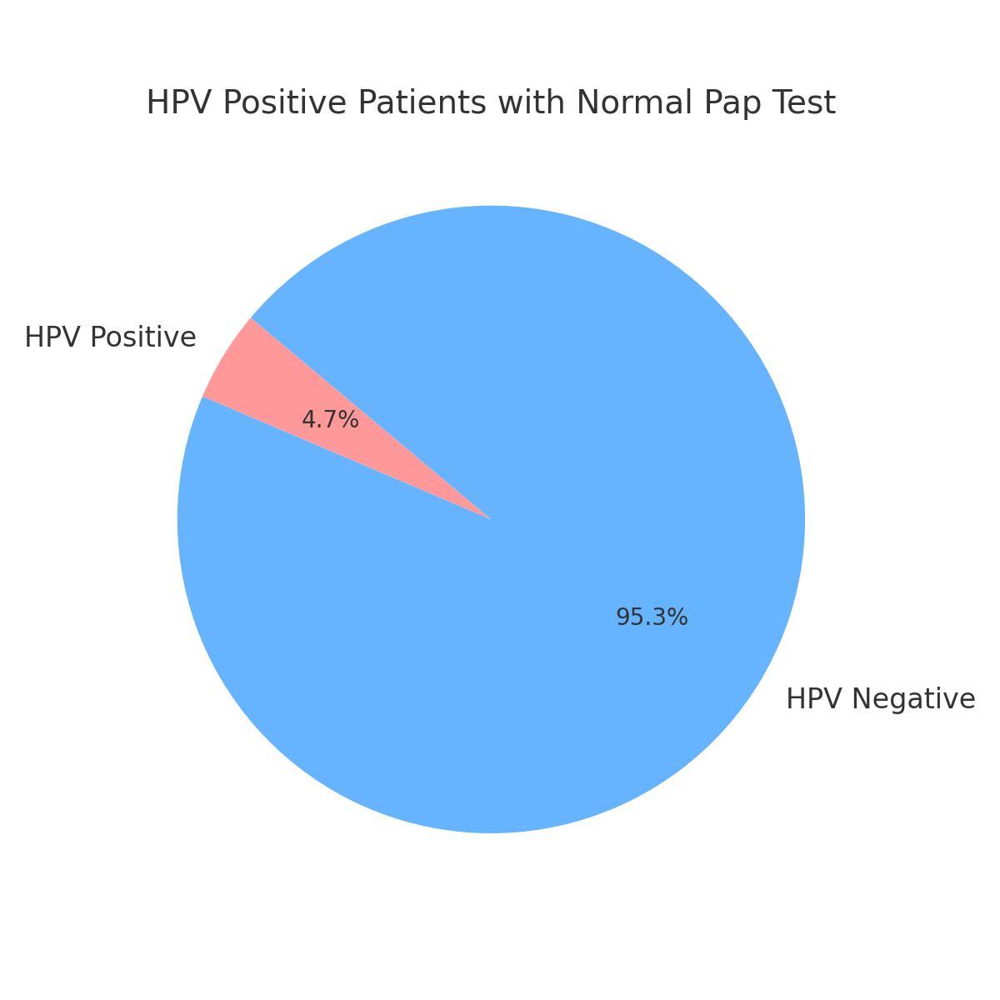 HPV Positive Patients with Normal Pap Test
HPV Positive
4.7%
95.3%
HPV Negative